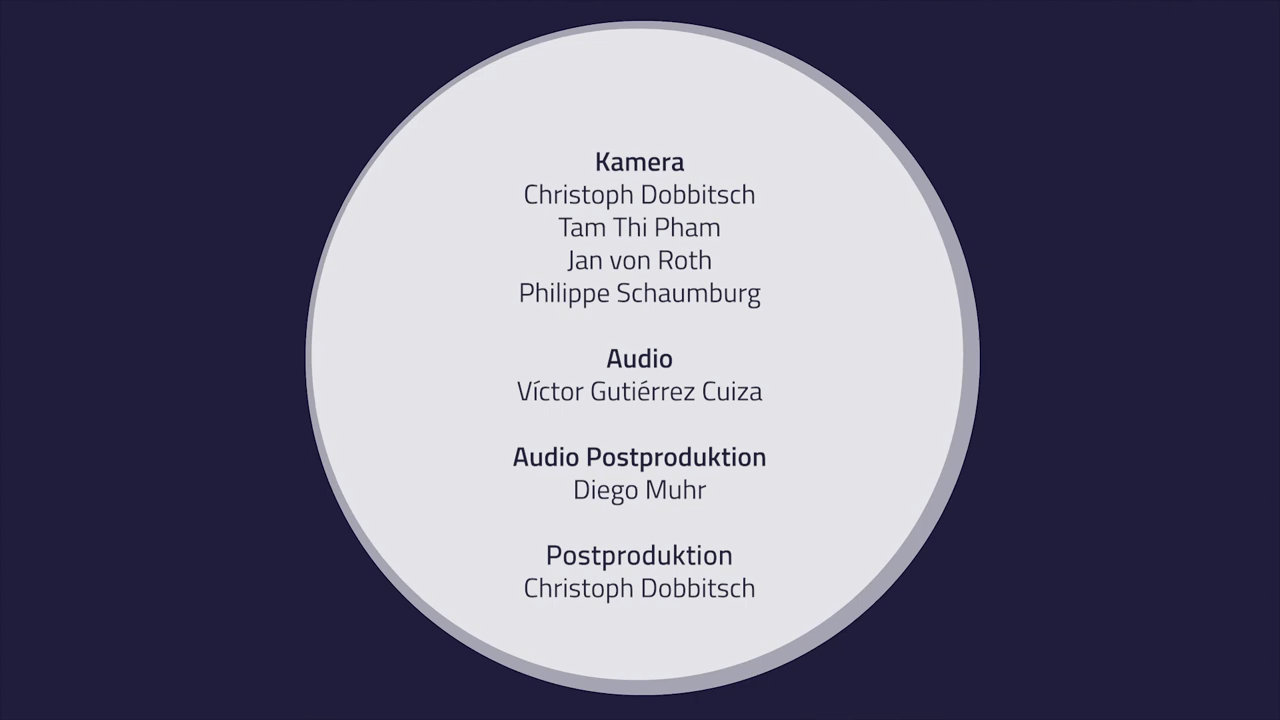 Kamera
Christoph Dobbitsch
Tam Thi Pham
Jan von Roth
Philippe Schaumburg
Audio
Víctor Gutiérrez Cuiza
Audio Postproduktion
Diego Muhr
Postproduktion
Christoph Dobbitsch